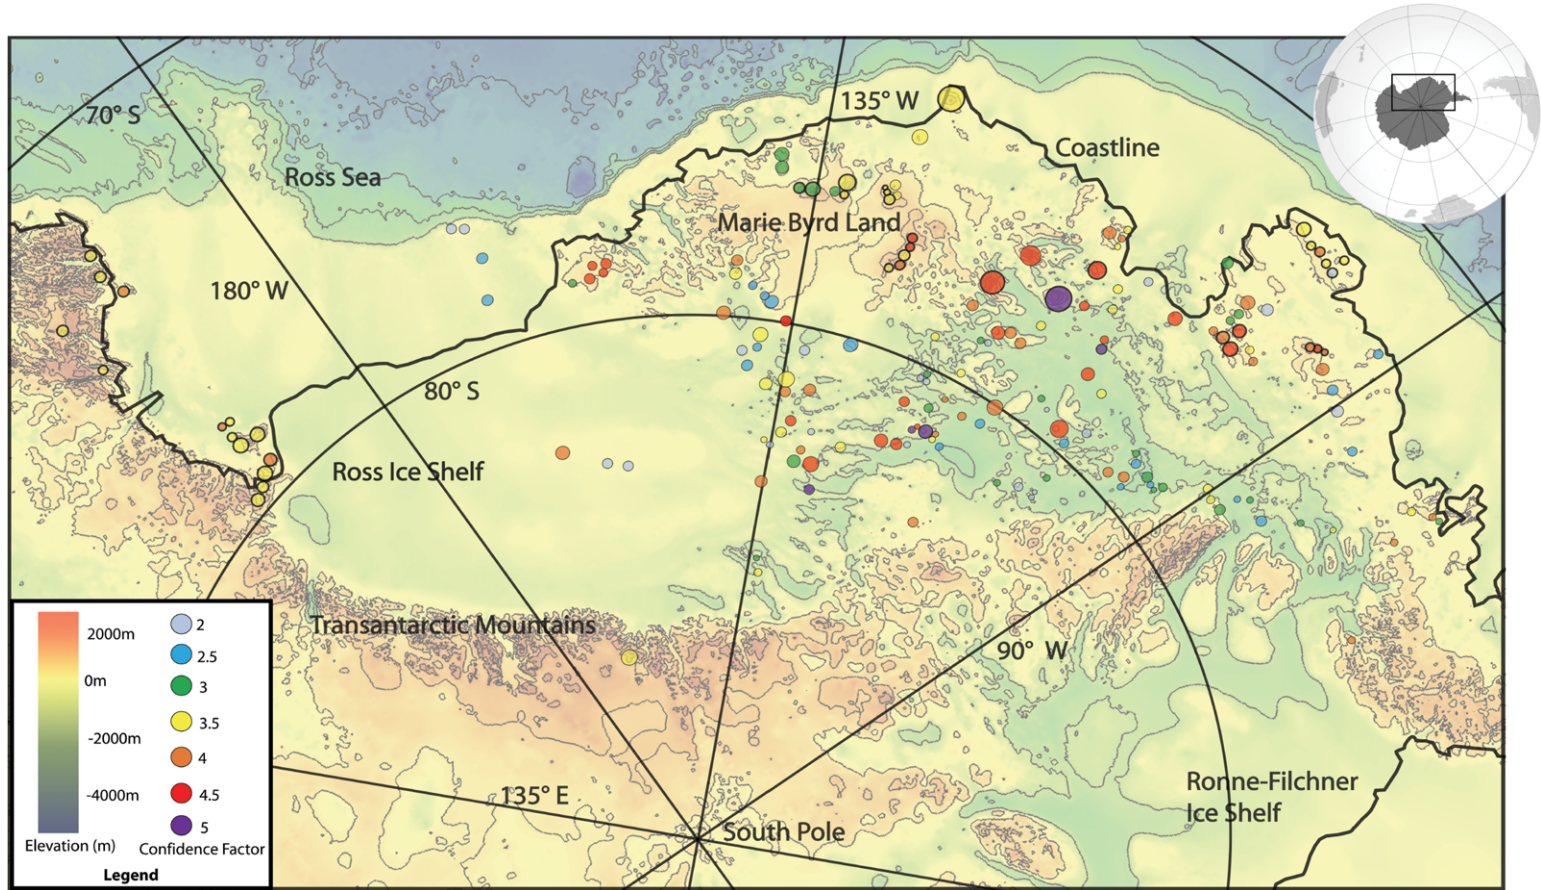 135° W
70° S
Coastline
Ross Sea
Marie Byrd Land
180° W
80° S
Ross Ice Shelf
Transantarctic Mountains
90° W
135° E
South Pole
Ronne-Filchner
Ice Shelf
2000m
0m
-2000m
-4000m
Elevation (m)
2
2.5
3
3.5
4
4.5
5
Confidence Factor
Legend